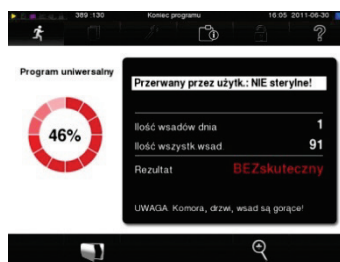 389 130 Koniec programu 16:05 2011-06-30
Program uniwersalny
46%
Przerwany przez użytk.: NIE sterylne!
Ilość wsadów dnia 1
Ilość wszystk wsad 91
Rezultat BEZskuteczny
UWAGA: Komora, drzwi, wsad są gorące!